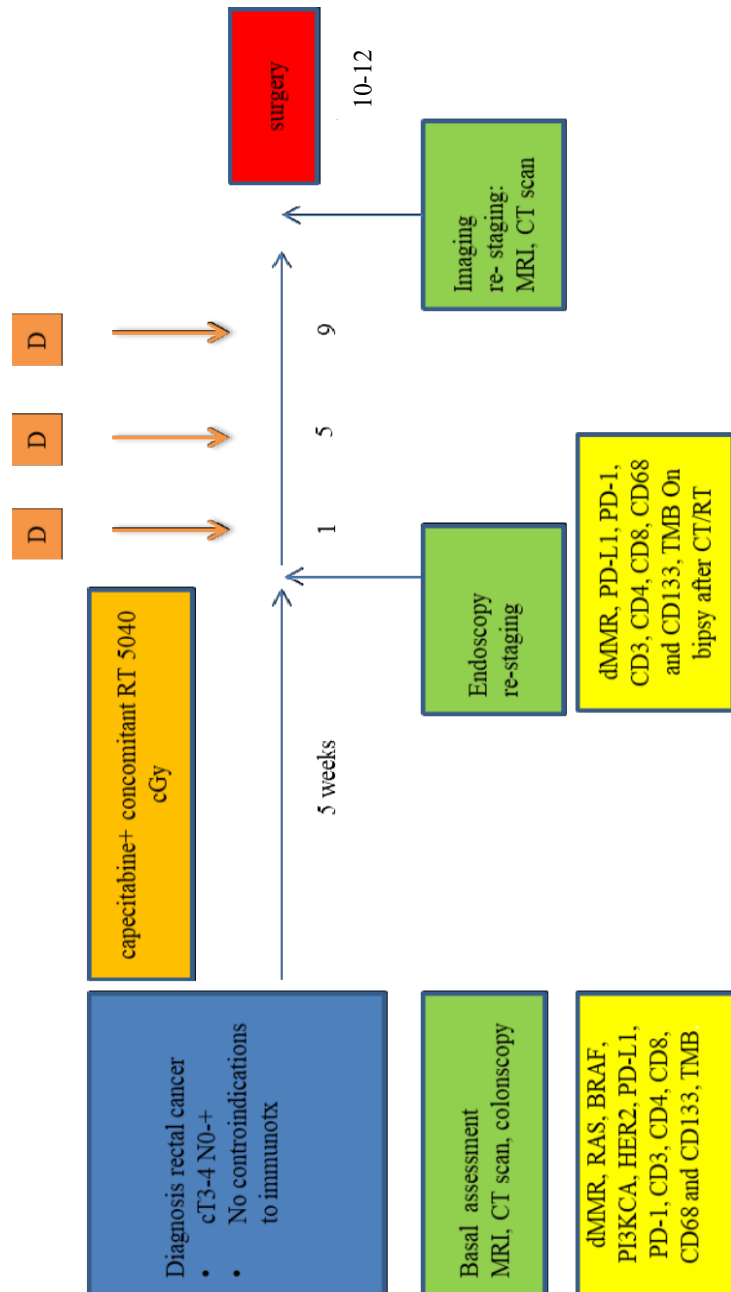 Diagnosis rectal cancer
• cT3-4 N0-+
• No controindications
to immunotx
capecitabine+ concomitant RT 5040
cGy
D
D
D
surgery
5 weeks
1
5
9
10-12
Basal assessment
MRI, CT scan, colonscopy
Endoscopy
re-staging
Imaging
re- staging:
MRI, CT scan
dMMR, RAS, BRAF,
PI3KCA, HER2, PD-L1,
PD-1, CD3, CD4, CD8,
CD68 and CD133, TMB
dMMR, PD-L1, PD-1,
CD3, CD4, CD8, CD68
and CD133, TMB On
bipsy after CT/RT